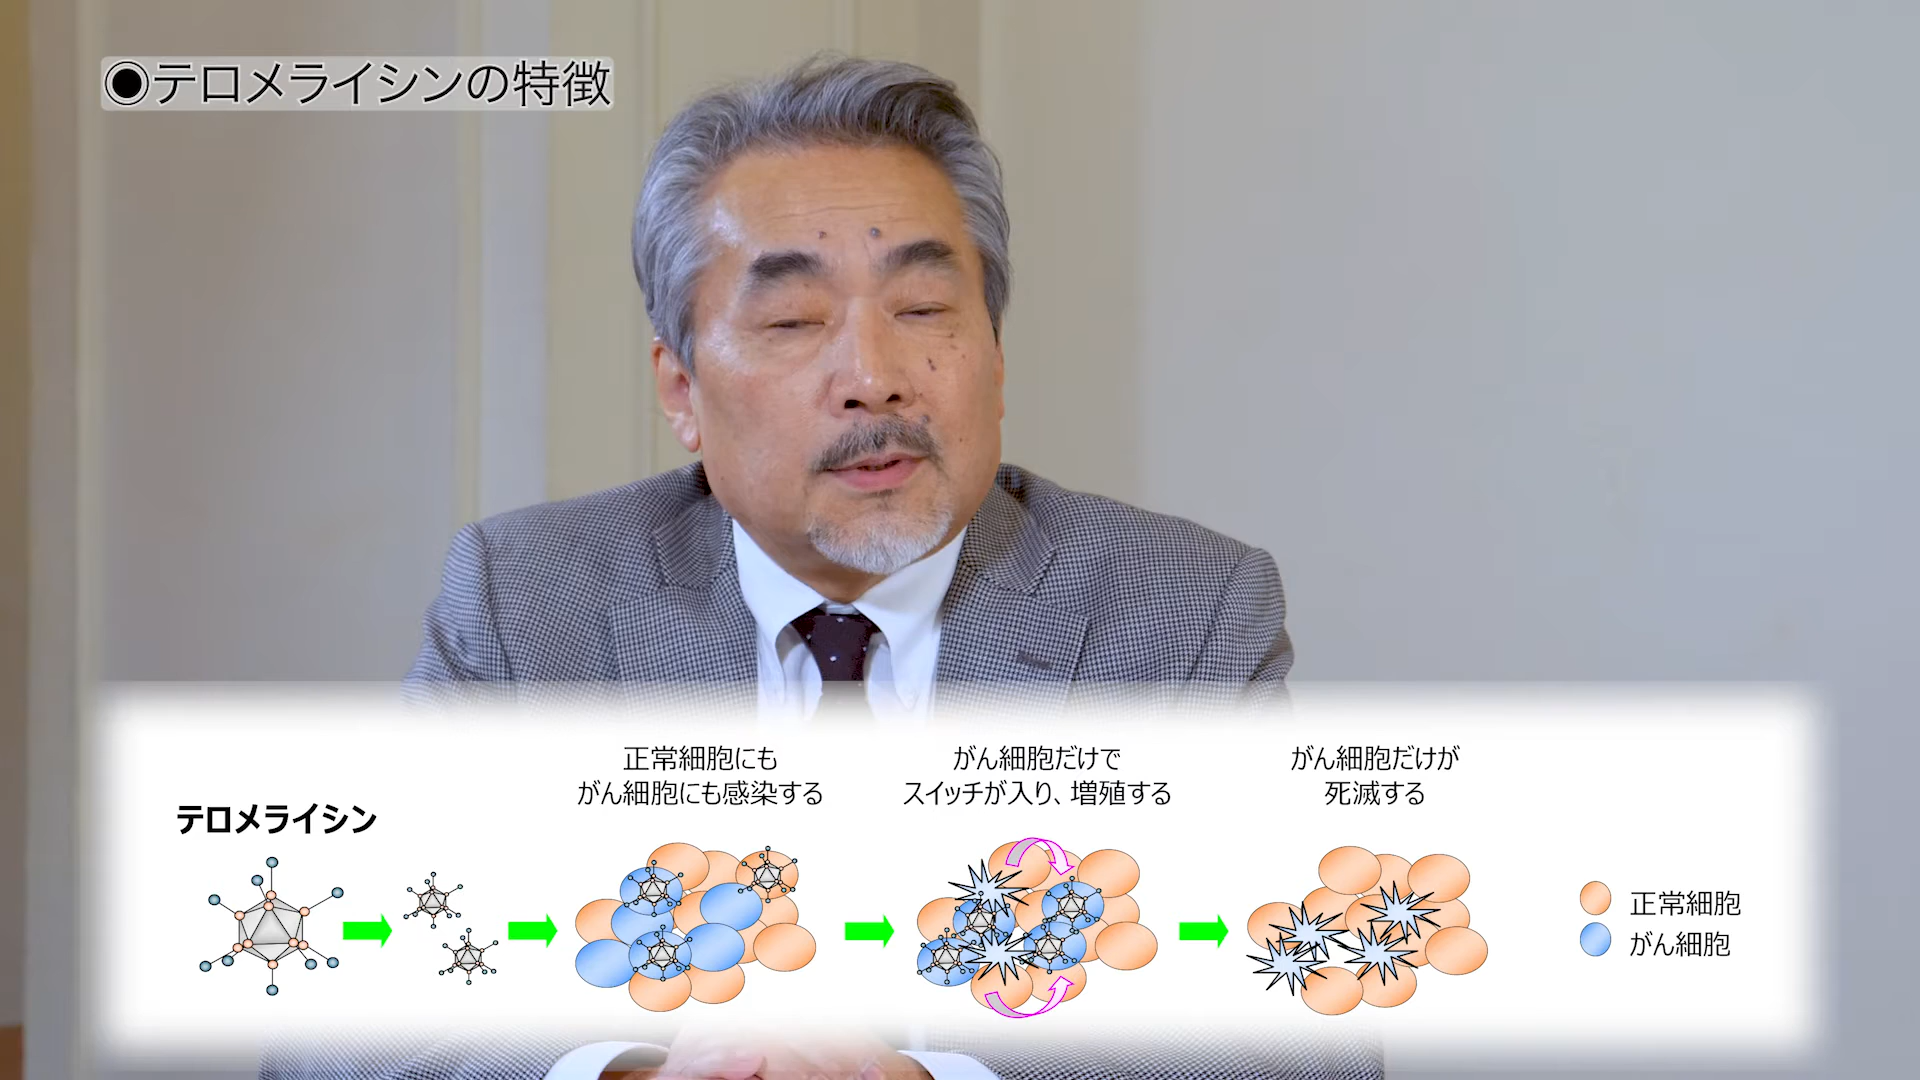 ◉テロメライシンの特徴
テロメライシン
正常細胞にも
がん細胞にも感染する
がん細胞だけで
スイッチが入り、増殖する
がん細胞だけが
死滅する
正常細胞
がん細胞